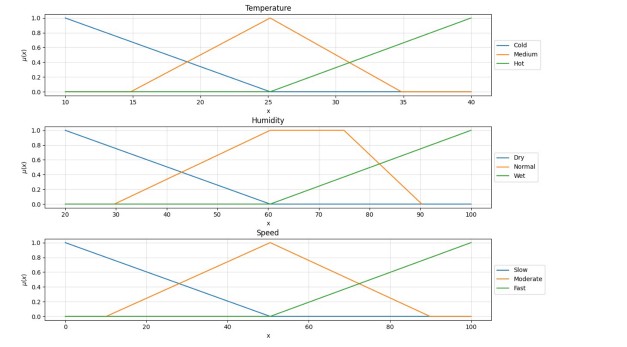 Temperature
1.0
0.8
0.6
0.4
0.2
0.0
μ(x)
10 15 20 25 30 35 40
x
Cold
Medium
Hot
Humidity
1.0
0.8
0.6
0.4
0.2
0.0
μ(x)
20 30 40 50 60 70 80 90 100
x
Dry
Normal
Wet
Speed
1.0
0.8
0.6
0.4
0.2
0.0
μ(x)
0 20 40 60 80 100
x
Slow
Moderate
Fast